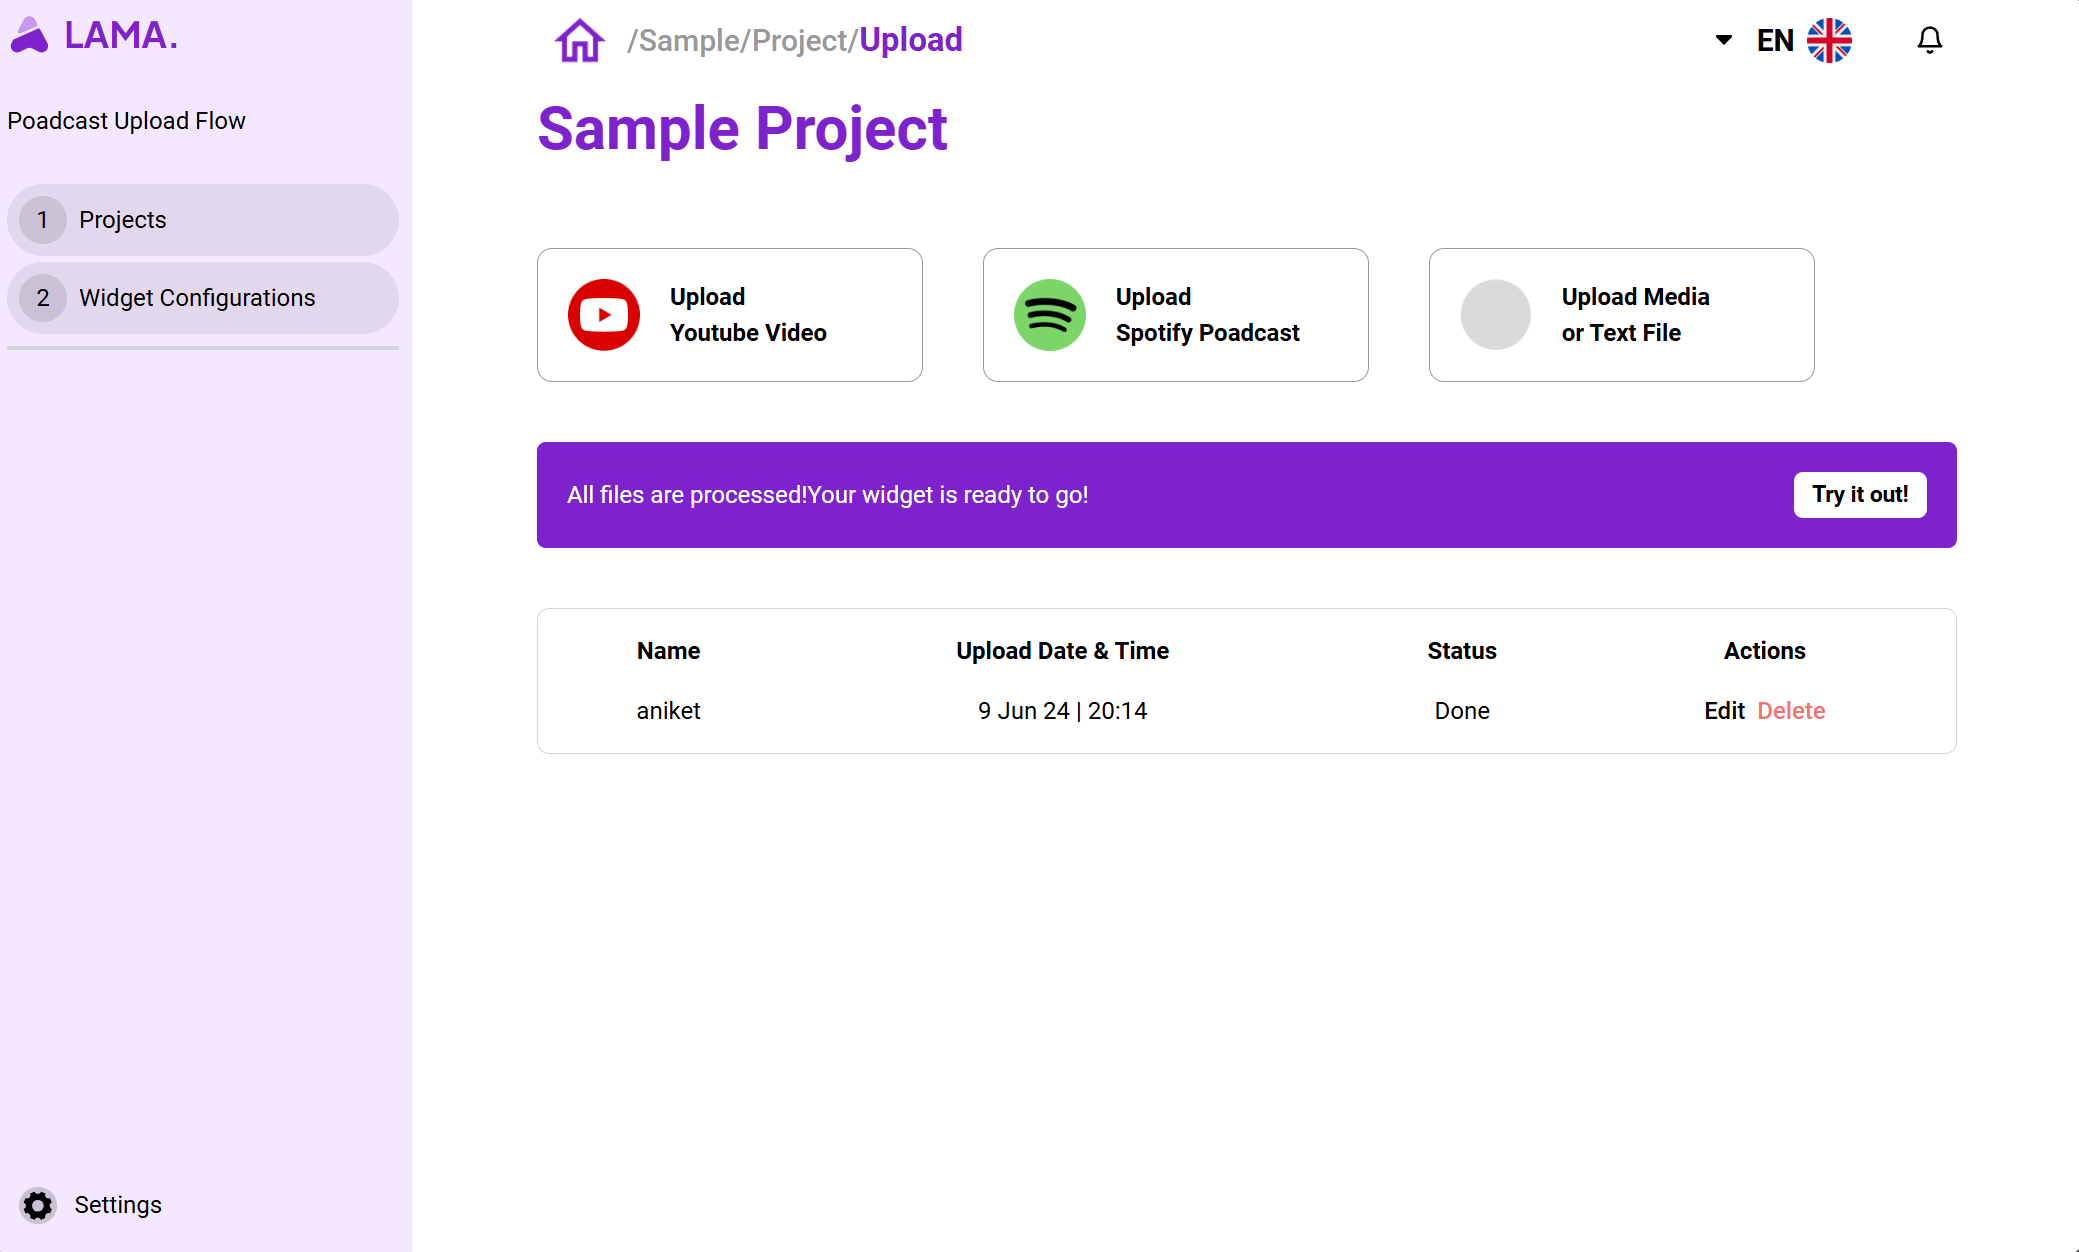 LAMA.
Poadcast Upload Flow
1 Projects
2 Widget Configurations
Settings
/Sample/Project/Upload
EN
Sample Project
Upload
Youtube Video
Upload
Spotify Poadcast
Upload Media
or Text File
All files are processed!Your widget is ready to go!
Try it out!
Name Upload Date & Time Status Actions
aniket 9 Jun 24 | 20:14 Done Edit Delete